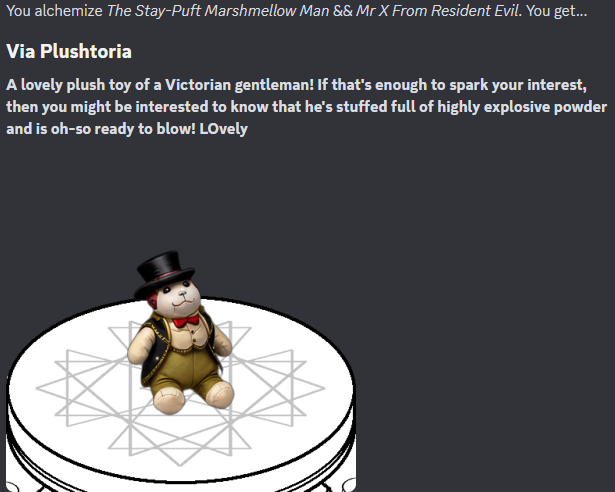 You alchemize The Stay-Puft Marshmellow Man && Mr X From Resident Evil. You get...
Via Plushtoria
A lovely plush toy of a Victorian gentleman! If that's enough to spark your interest,
then you might be interested to know that he's stuffed full of highly explosive powder
and is oh-so ready to blow! LOvely